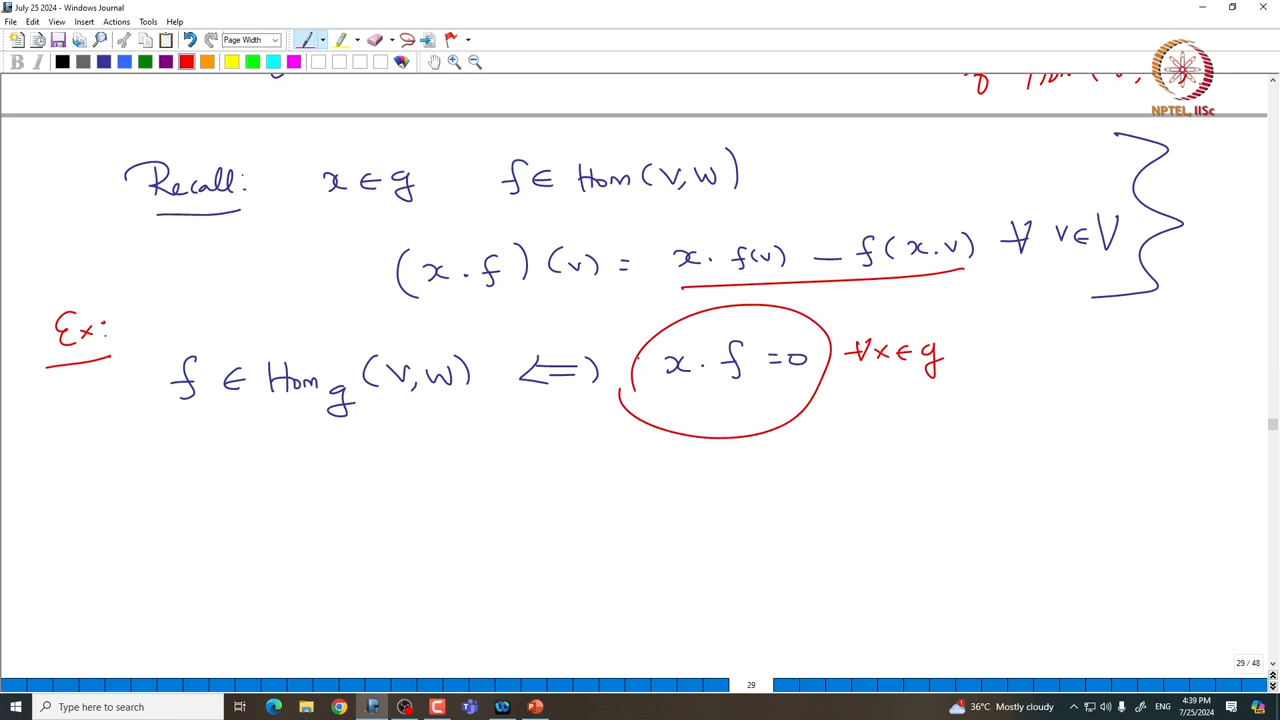 July 25 2024 - Windows Journal
File Edit View Insert Actions Tools Help
Page Width
B I
NPTEL, IISc
Recall: x ∈ g f ∈ Hom(V,W)
(x . f)(v) = x . f(v) — f(x.v) ∀ v ∈ V
Ex:
f ∈ Hom_g (V,W) <=> x . f = 0 ∀x ∈ g
29 / 48
29
Type here to search
36°C Mostly cloudy
ENG
4:39 PM
7/25/2024